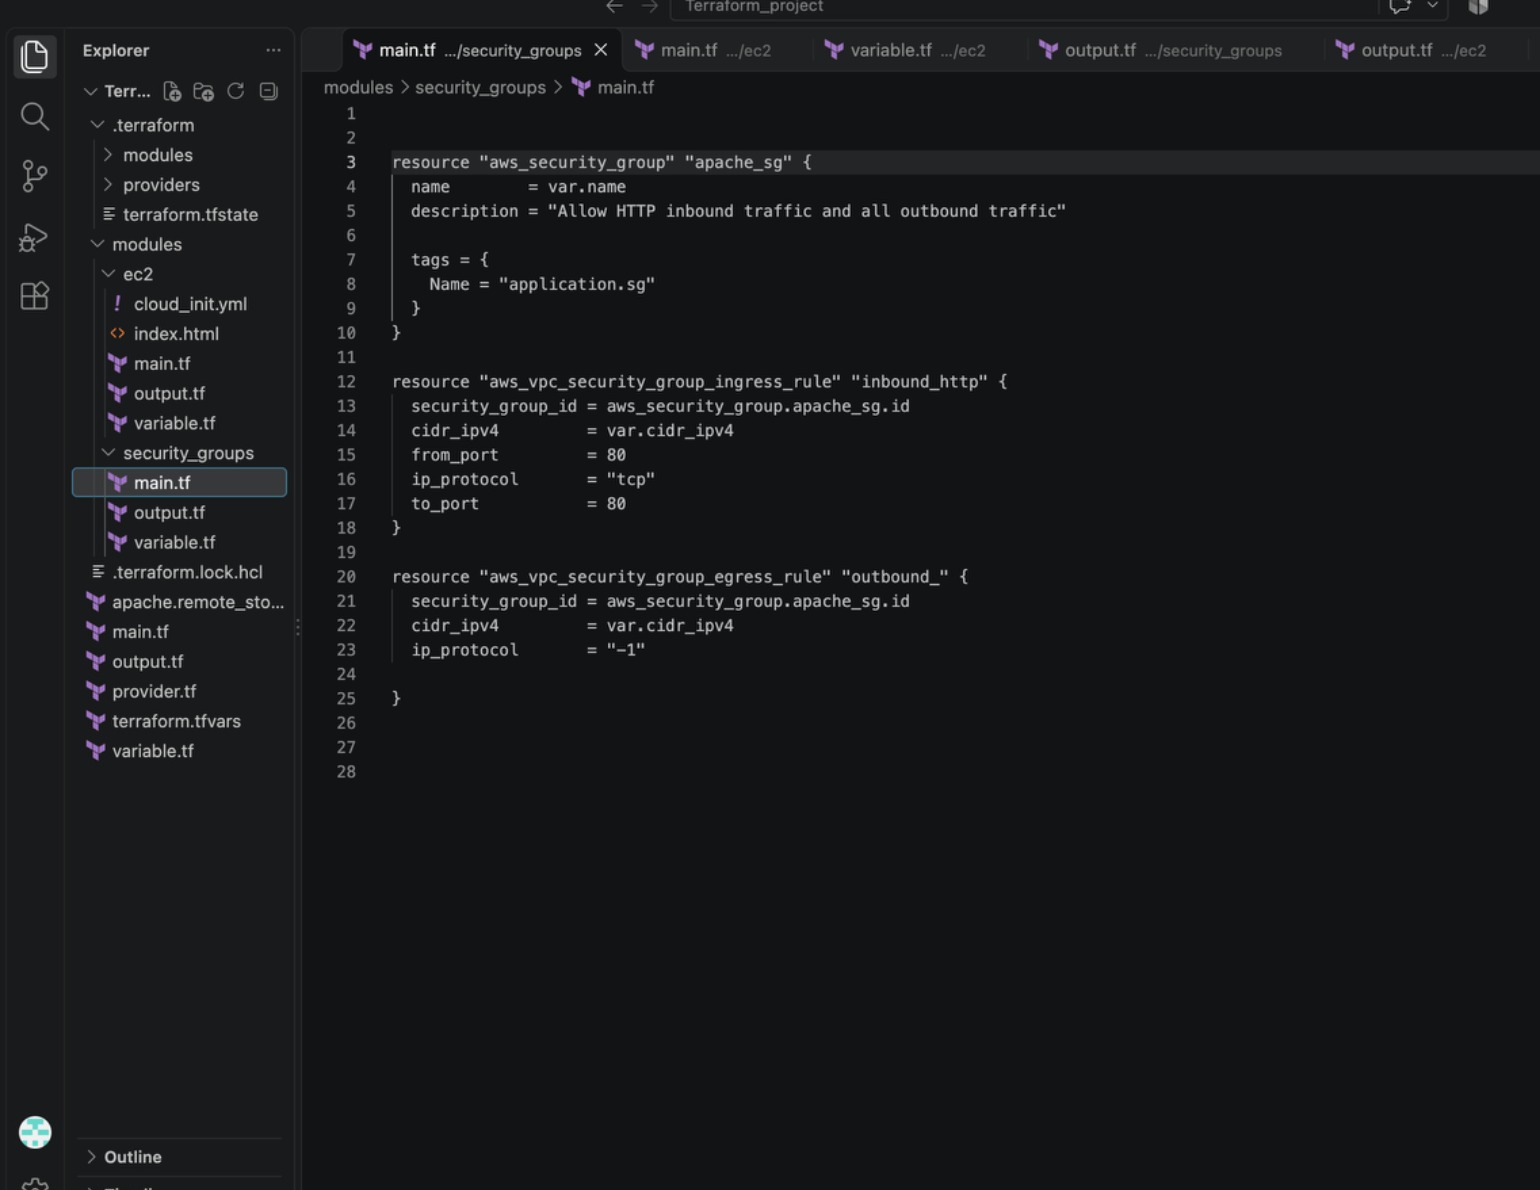 Terraform_project
Explorer
main.tf .../security_groups
main.tf .../ec2
variable.tf .../ec2
output.tf .../security_groups
output.tf .../ec2
Terr...
modules > security_groups > main.tf
.terraform
modules
providers
terraform.tfstate
modules
ec2
cloud_init.yml
index.html
main.tf
output.tf
variable.tf
security_groups
main.tf
output.tf
variable.tf
.terraform.lock.hcl
apache.remote_sto...
main.tf
output.tf
provider.tf
terraform.tfvars
variable.tf
Outline
1
2
3 resource "aws_security_group" "apache_sg" {
4 name = var.name
5 description = "Allow HTTP inbound traffic and all outbound traffic"
6
7 tags = {
8 Name = "application.sg"
9 }
10 }
11
12 resource "aws_vpc_security_group_ingress_rule" "inbound_http" {
13 security_group_id = aws_security_group.apache_sg.id
14 cidr_ipv4 = var.cidr_ipv4
15 from_port = 80
16 ip_protocol = "tcp"
17 to_port = 80
18 }
19
20 resource "aws_vpc_security_group_egress_rule" "outbound_" {
21 security_group_id = aws_security_group.apache_sg.id
22 cidr_ipv4 = var.cidr_ipv4
23 ip_protocol = "-1"
24
25 }
26
27
28